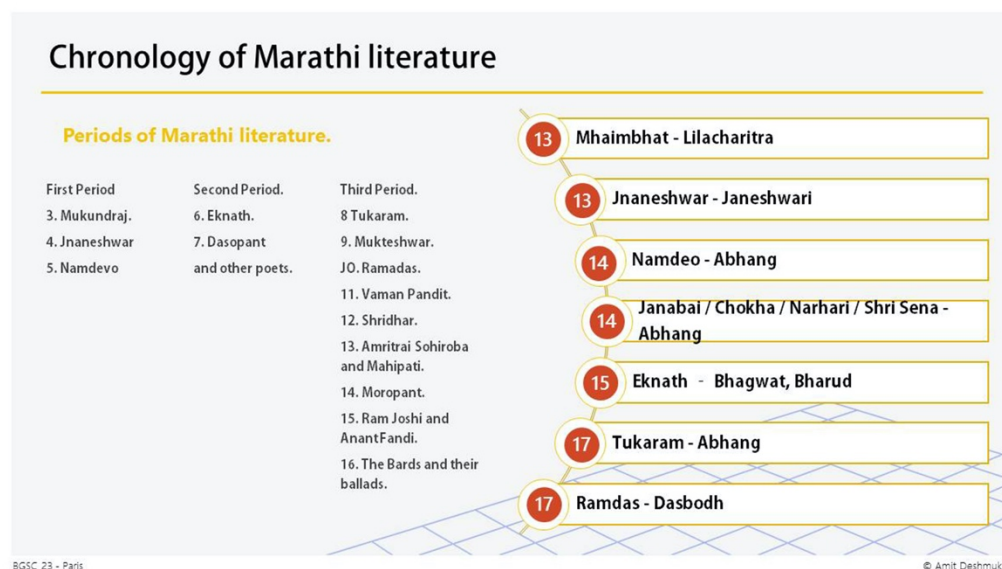 Chronology of Marathi literature
Periods of Marathi literature.
First Period
3. Mukundraj.
4. Jnaneshwar
5. Namdevo
Second Period.
6. Eknath.
7. Dasopant
and other poets.
Third Period.
8 Tukaram.
9. Mukteshwar.
JO. Ramadas.
11. Vaman Pandit.
12. Shridhar.
13. Amritrai Sohiroba
and Mahipati.
14. Moropant.
15. Ram Joshi and
AnantFandi.
16. The Bards and their
ballads.
13 Mhaimbhat - Lilacharitra
13 Jnaneshwar - Janeshwari
14 Namdeo - Abhang
14 Janabai / Chokha / Narhari / Shri Sena -
Abhang
15 Eknath - Bhagwat, Bharud
17 Tukaram - Abhang
17 Ramdas - Dasbodh
BGSC 23 - Paris
© Amit Deshmuk